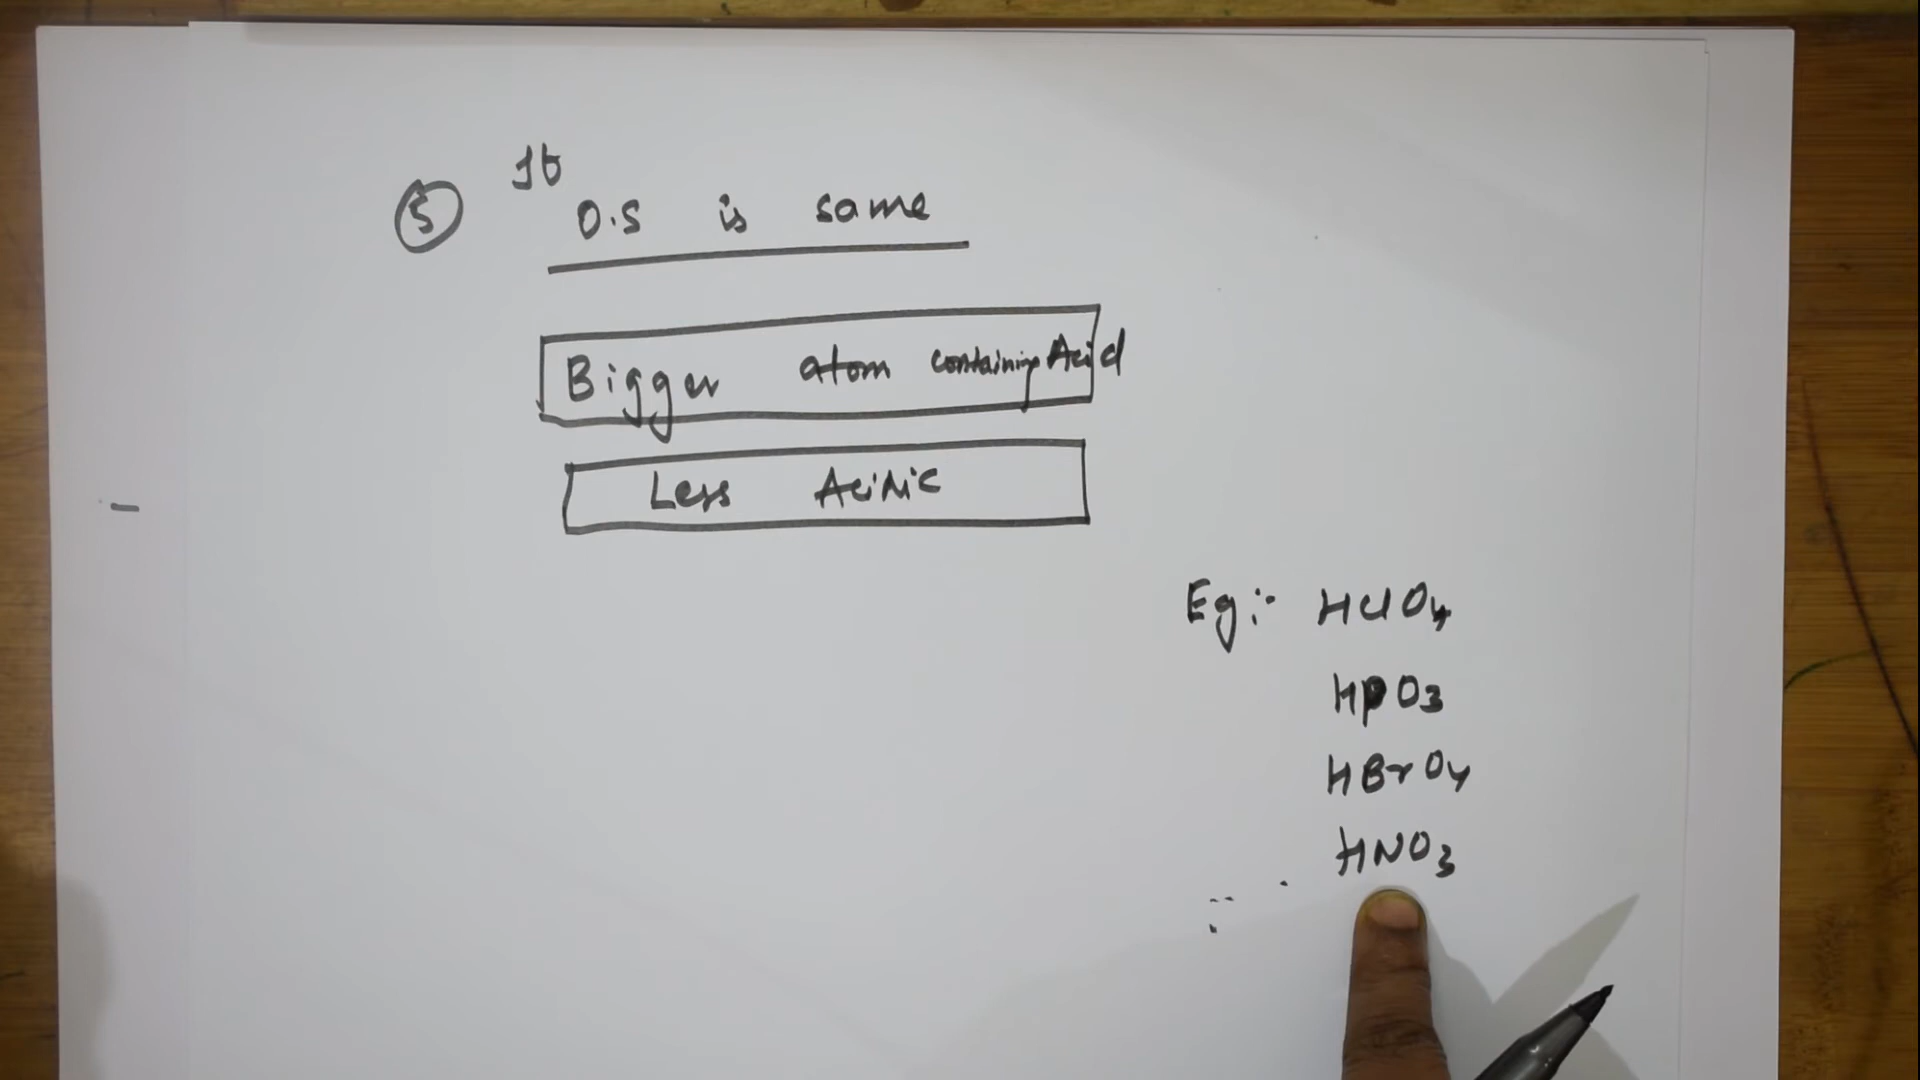 5 If
O.S is same
Bigger atom containing Acid
Less Acidic
Eg:- HClO4
HPO3
HBrO4
HNO3